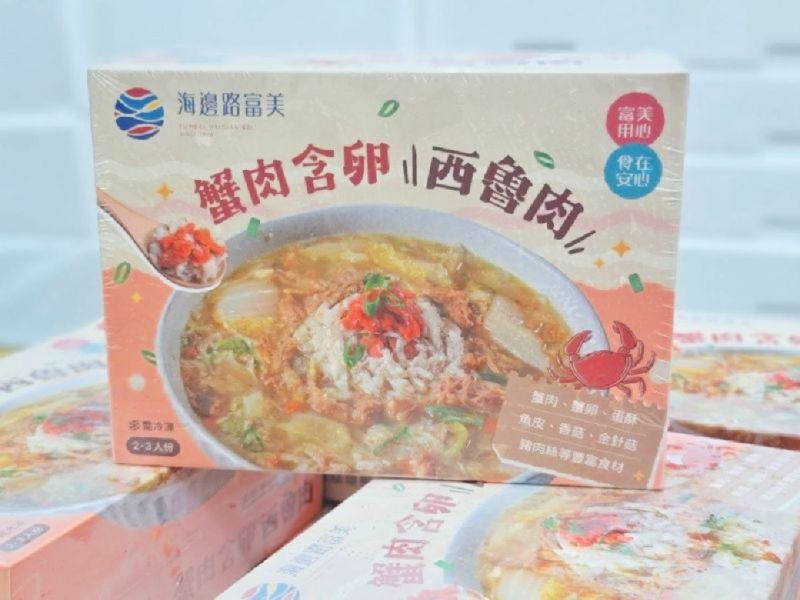 海邊路富美
富美
用心
食在
安心
蟹肉含卵
西魯肉
蟹肉、蟹卵、蛋酥
魚皮、香菇、金針菇
豬肉絲等豐富食材
需冷凍
2-3人份
海邊路富美
蟹肉含卵